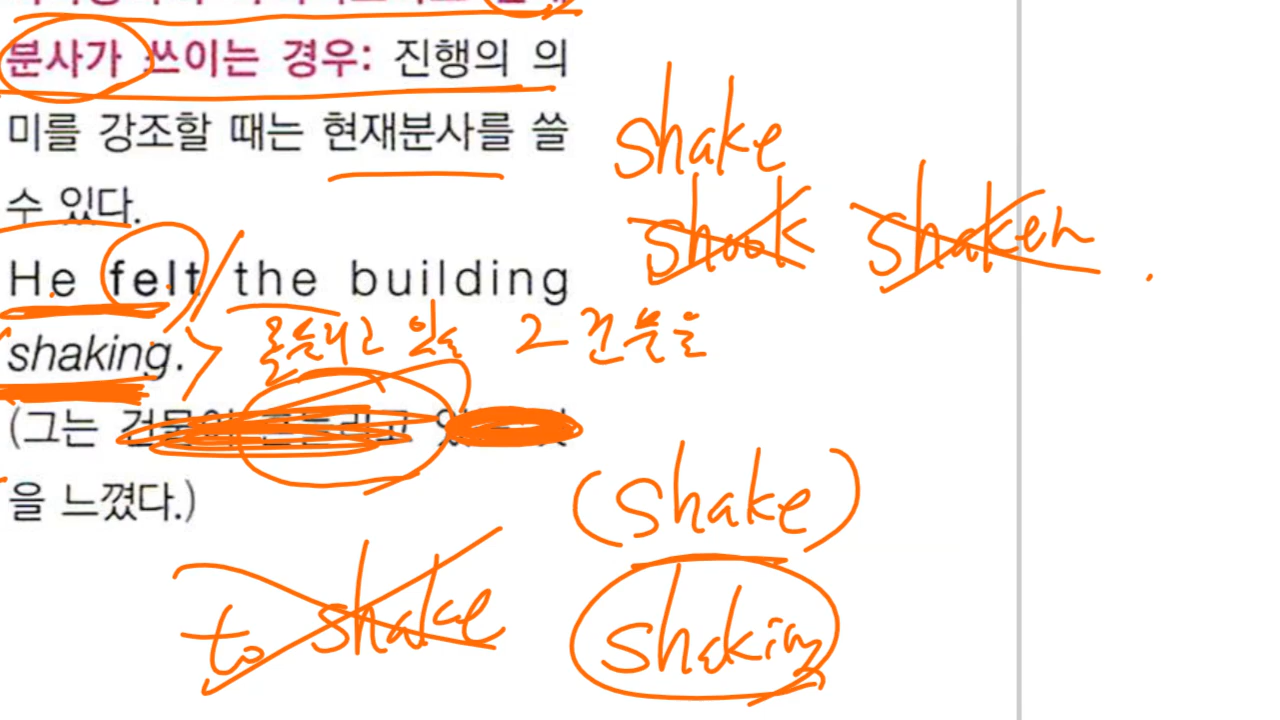 분사가 쓰이는 경우: 진행의 의
미를 강조할 때는 현재분사를 쓸
수 있다.
He felt the building
shaking.
(그는 건물이 흔들리고
을 느꼈다.)
shake
shook shaken
그 건물을
(shake)
to shake
shaking